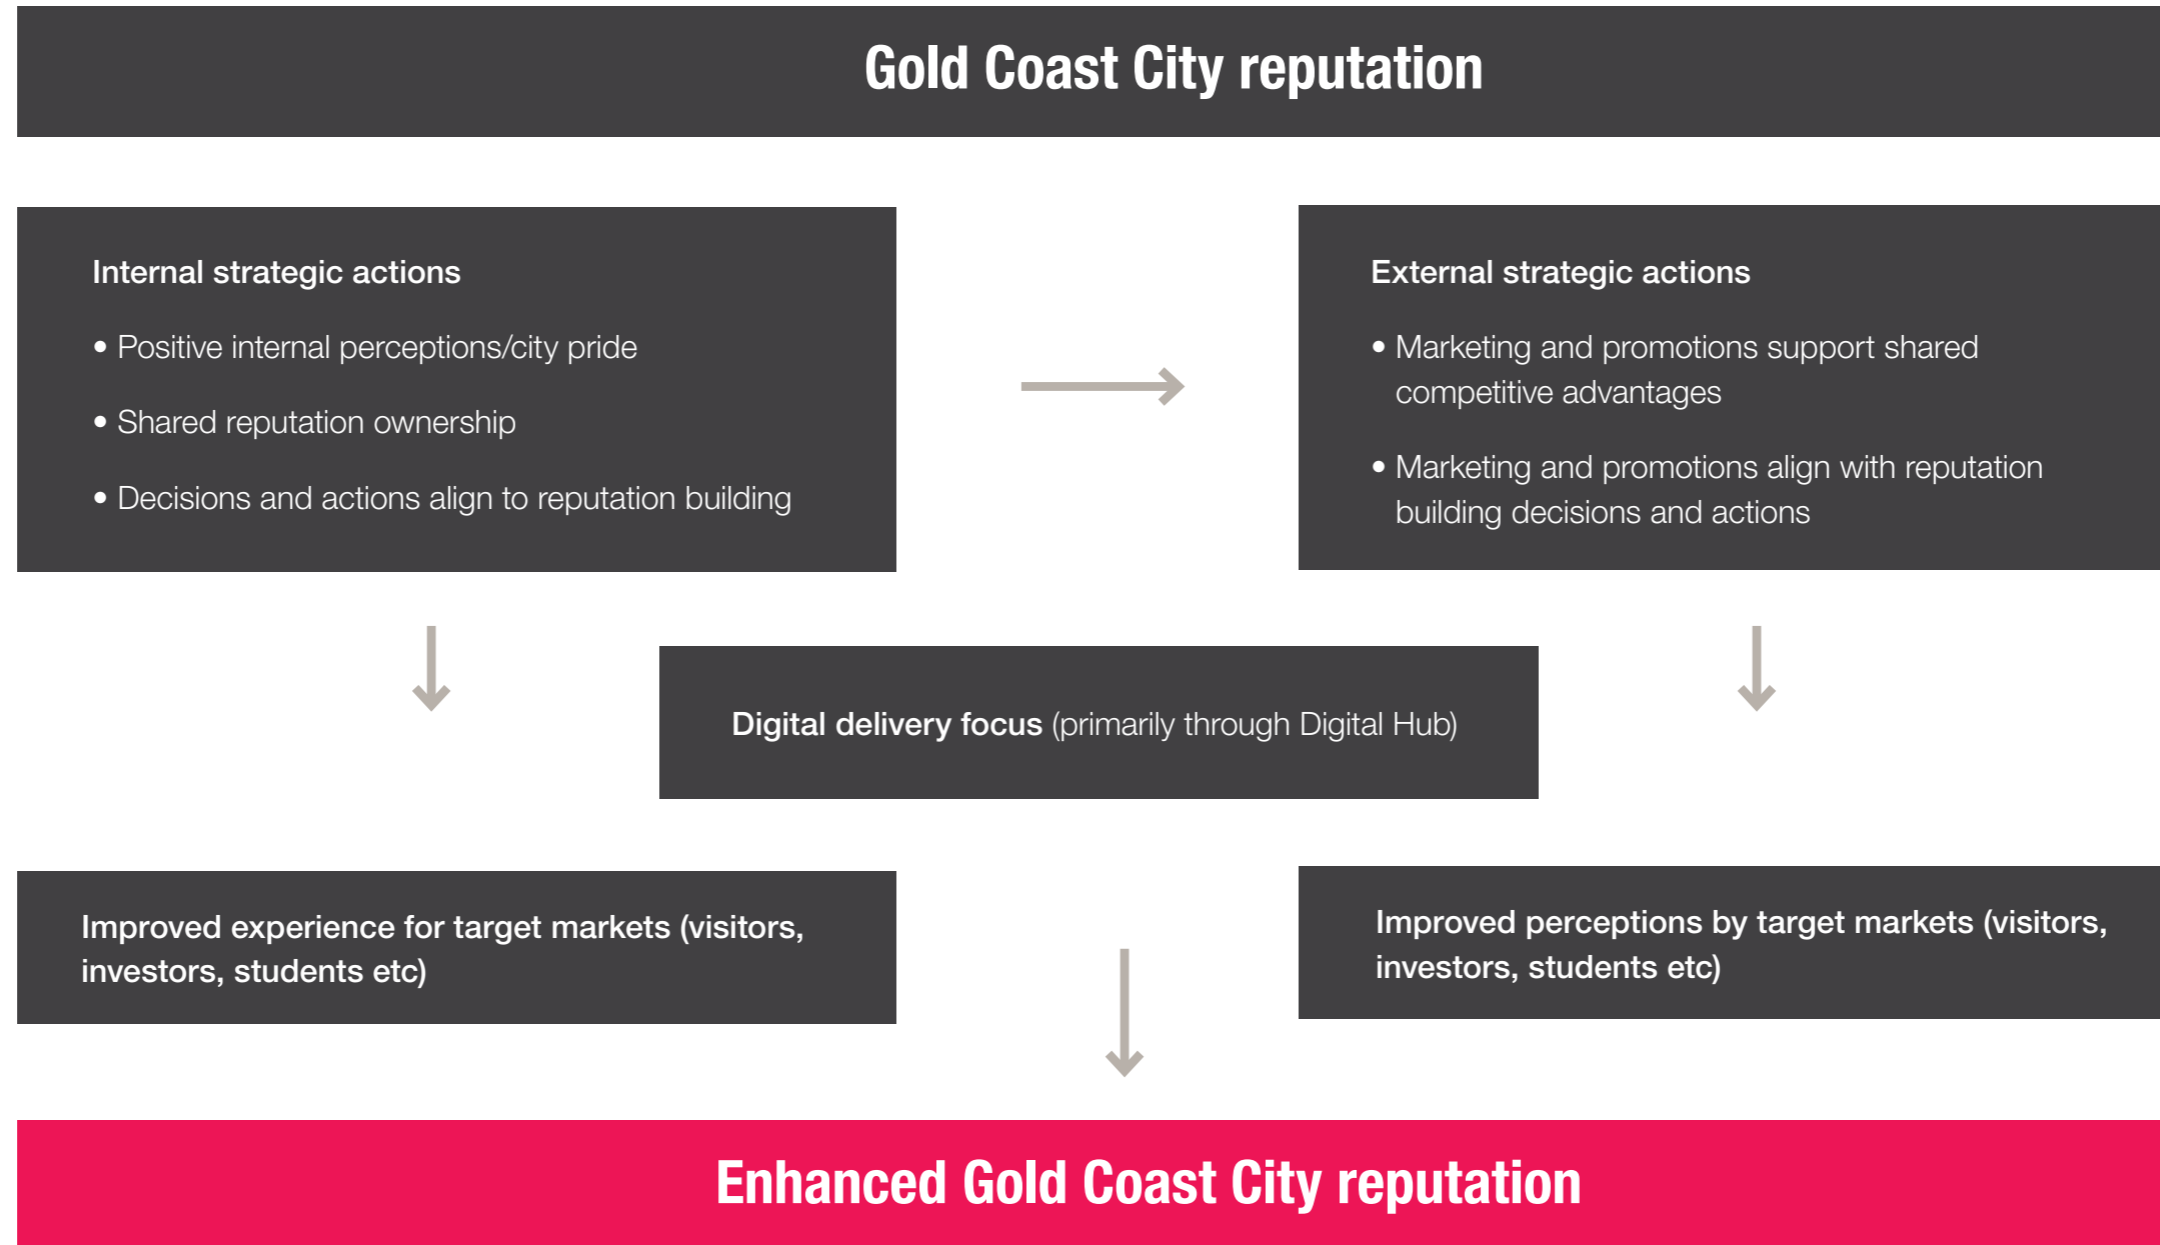 Gold Coast City reputation
Internal strategic actions
• Positive internal perceptions/city pride
• Shared reputation ownership
• Decisions and actions align to reputation building
External strategic actions
• Marketing and promotions support shared
competitive advantages
• Marketing and promotions align with reputation
building decisions and actions
Digital delivery focus (primarily through Digital Hub)
Improved experience for target markets (visitors,
investors, students etc)
Improved perceptions by target markets (visitors,
investors, students etc)
Enhanced Gold Coast City reputation